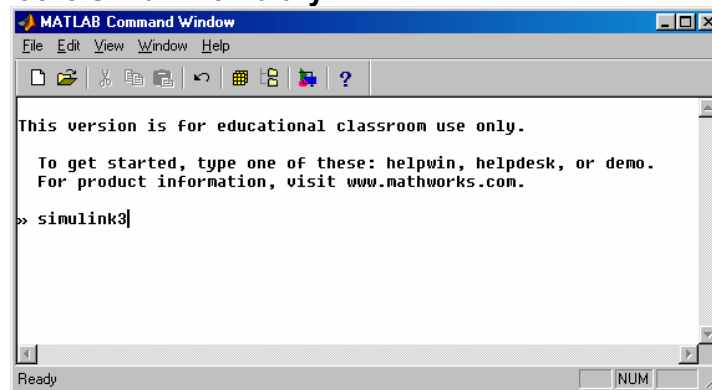 MATLAB Command Window
File Edit View Window Help
?
This version is for educational classroom use only.
To get started, type one of these: helpwin, helpdesk, or demo.
For product information, visit www.mathworks.com.
» simulink3
Ready NUM